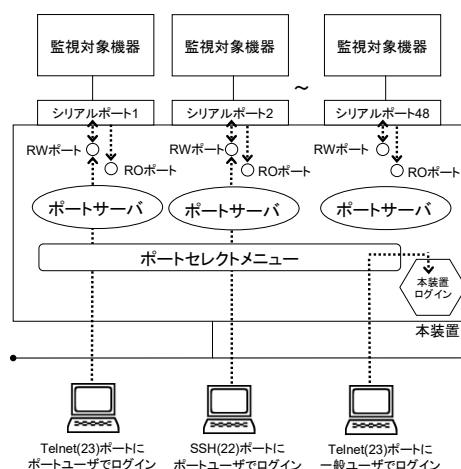 監視対象機器 監視対象機器 監視対象機器
～
シリアルポート1 シリアルポート2 シリアルポート48
RWポート RWポート RWポート
ROポート ROポート ROポート
ポートサーバ ポートサーバ ポートサーバ
ポートセレクトメニュー
本装置
ログイン
本装置
Telnet(23)ポートに
ポートユーザでログイン
SSH(22)ポートに
ポートユーザでログイン
Telnet(23)ポートに
一般ユーザでログイン